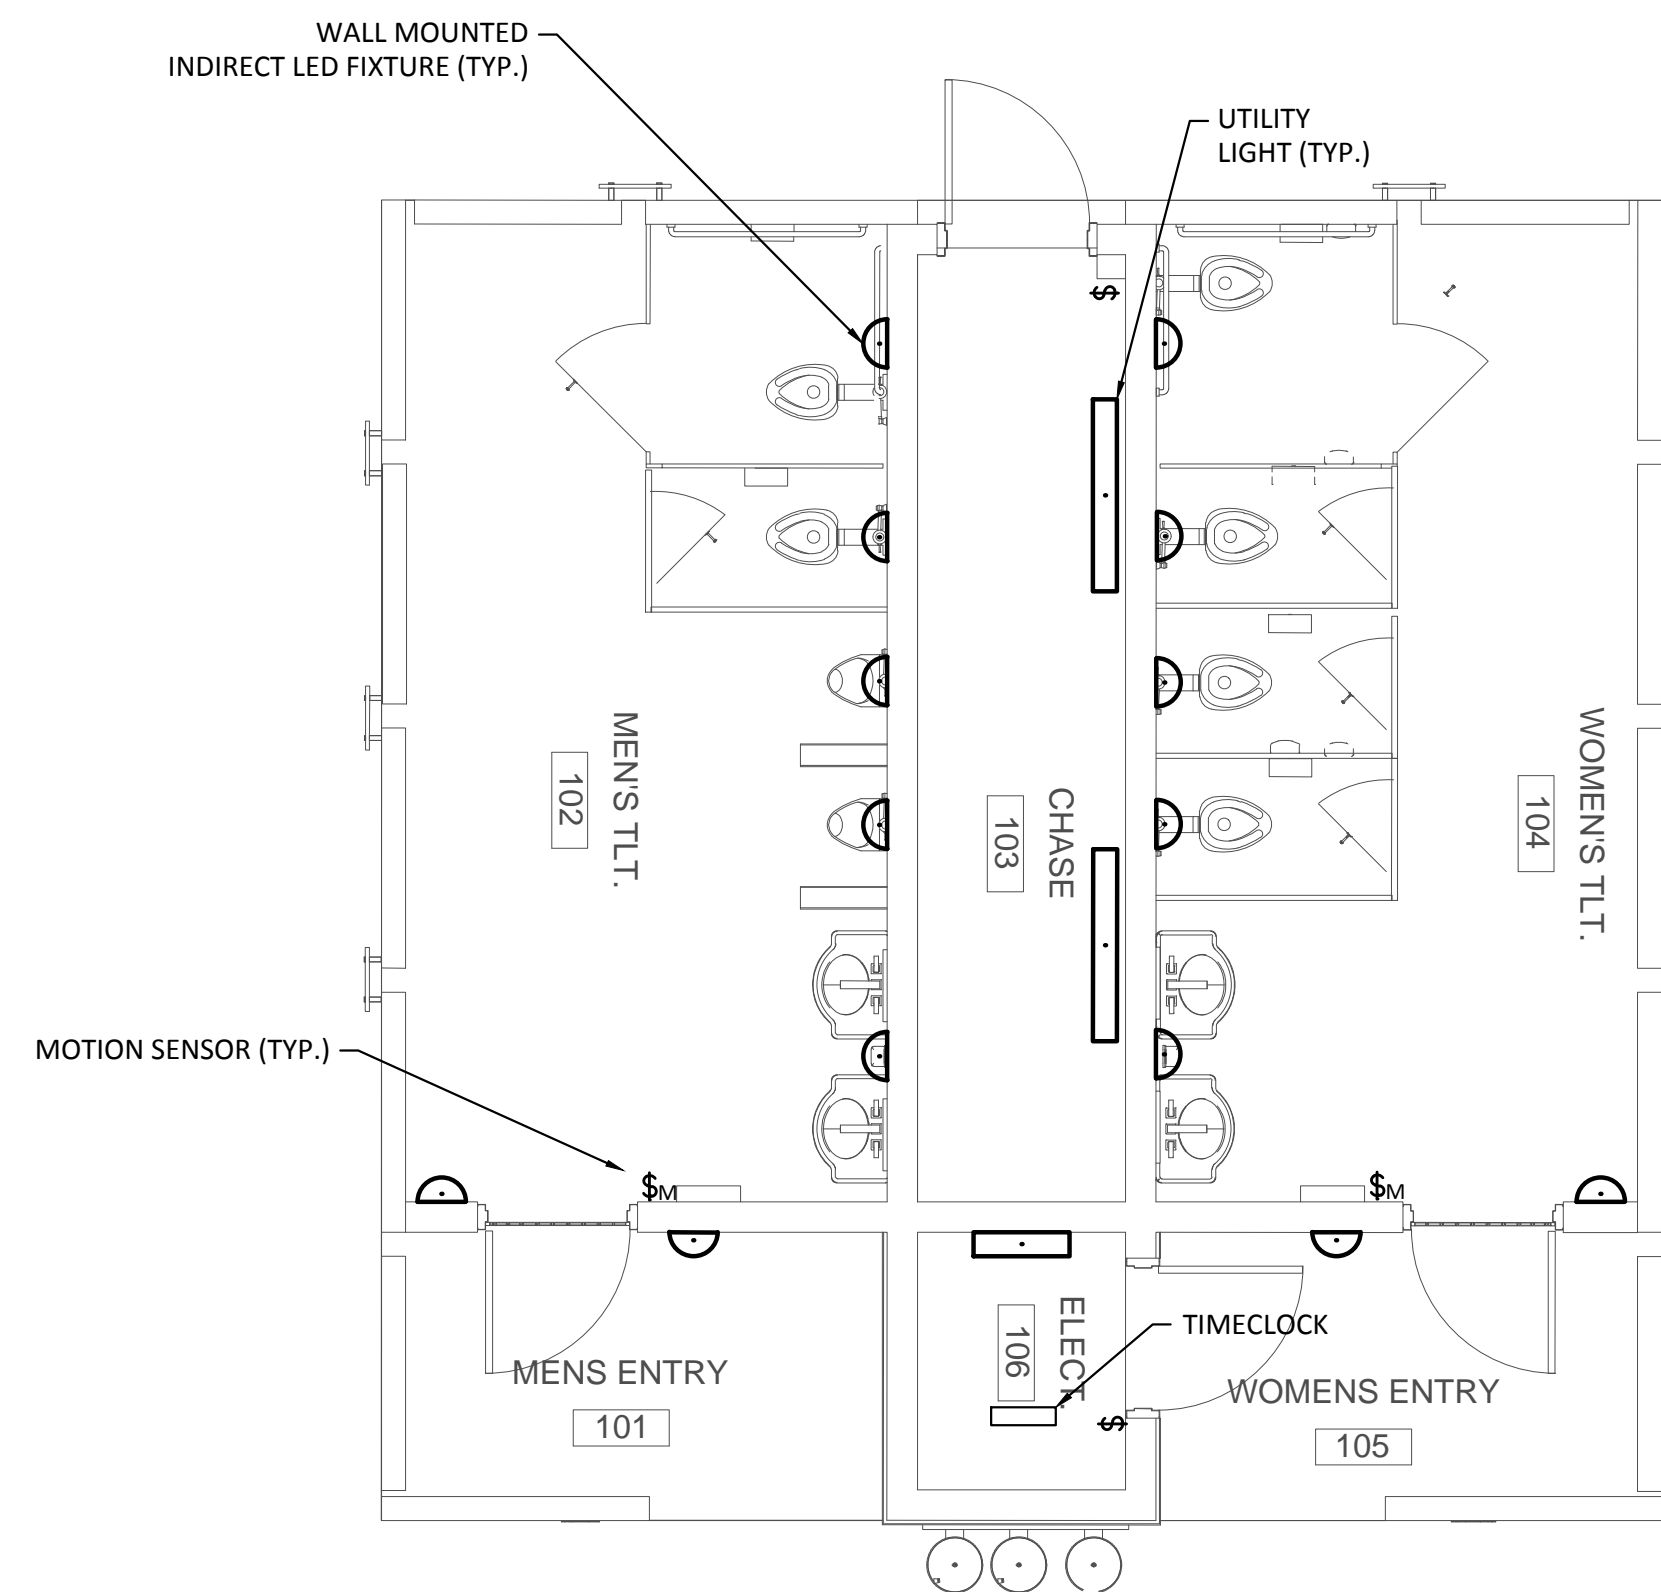 WALL MOUNTED
INDIRECT LED FIXTURE (TYP.)
UTILITY
LIGHT (TYP.)
$
MEN'S TLT.
102
CHASE
103
WOMEN'S TLT.
104
MOTION SENSOR (TYP.)
$M
$M
ELECT.
106
TIMECLOCK
$
MENS ENTRY
101
WOMENS ENTRY
105